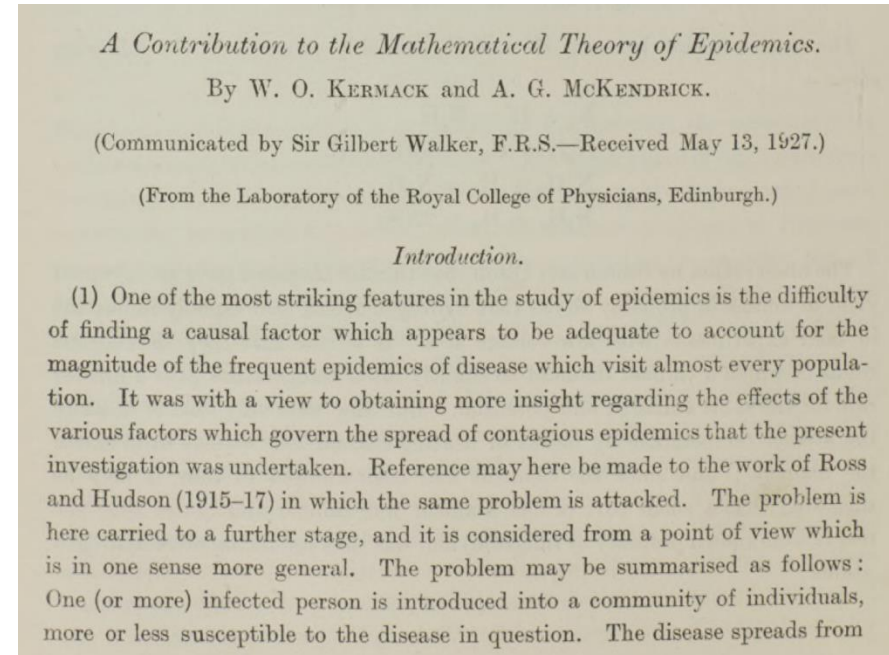 A Contribution to the Mathematical Theory of Epidemics.
By W. O. KERMACK and A. G. MCKENDRICK.
(Communicated by Sir Gilbert Walker, F.R.S.—Received May 13, 1927.)
(From the Laboratory of the Royal College of Physicians, Edinburgh.)
Introduction.
(1) One of the most striking features in the study of epidemics is the difficulty
of finding a causal factor which appears to be adequate to account for the
magnitude of the frequent epidemics of disease which visit almost every popula-
tion. It was with a view to obtaining more insight regarding the effects of the
various factors which govern the spread of contagious epidemics that the present
investigation was undertaken. Reference may here be made to the work of Ross
and Hudson (1915–17) in which the same problem is attacked. The problem is
here carried to a further stage, and it is considered from a point of view which
is in one sense more general. The problem may be summarised as follows :
One (or more) infected person is introduced into a community of individuals,
more or less susceptible to the disease in question. The disease spreads from